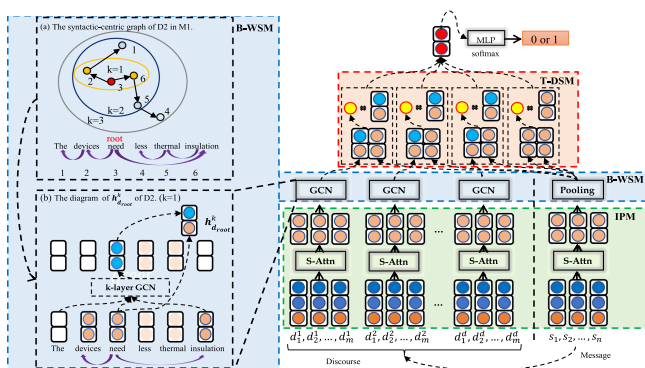 (a) The syntactic-centric graph of D2 in M1.
B-WSM
1
k=1
2
3
6
5
4
k=2
k=3
root
The devices need less thermal insulation
1 2 3 4 5 6
(b) The diagram of $h^k_{d_{root}}$ of D2. (k=1)
$h^k_{d_{root}}$
k-layer GCN
The devices need less thermal insulation
MLP
softmax
0 or 1
T-DSM
B-WSM
GCN GCN GCN Pooling
IPM
...
S-Attn S-Attn S-Attn S-Attn
...
$d^1_1, d^1_2, ..., d^1_m$ $d^2_1, d^2_2, ..., d^2_m$ $d^d_1, d^d_2, ..., d^d_m$ $s_1, s_2, ..., s_n$
Discourse
Message